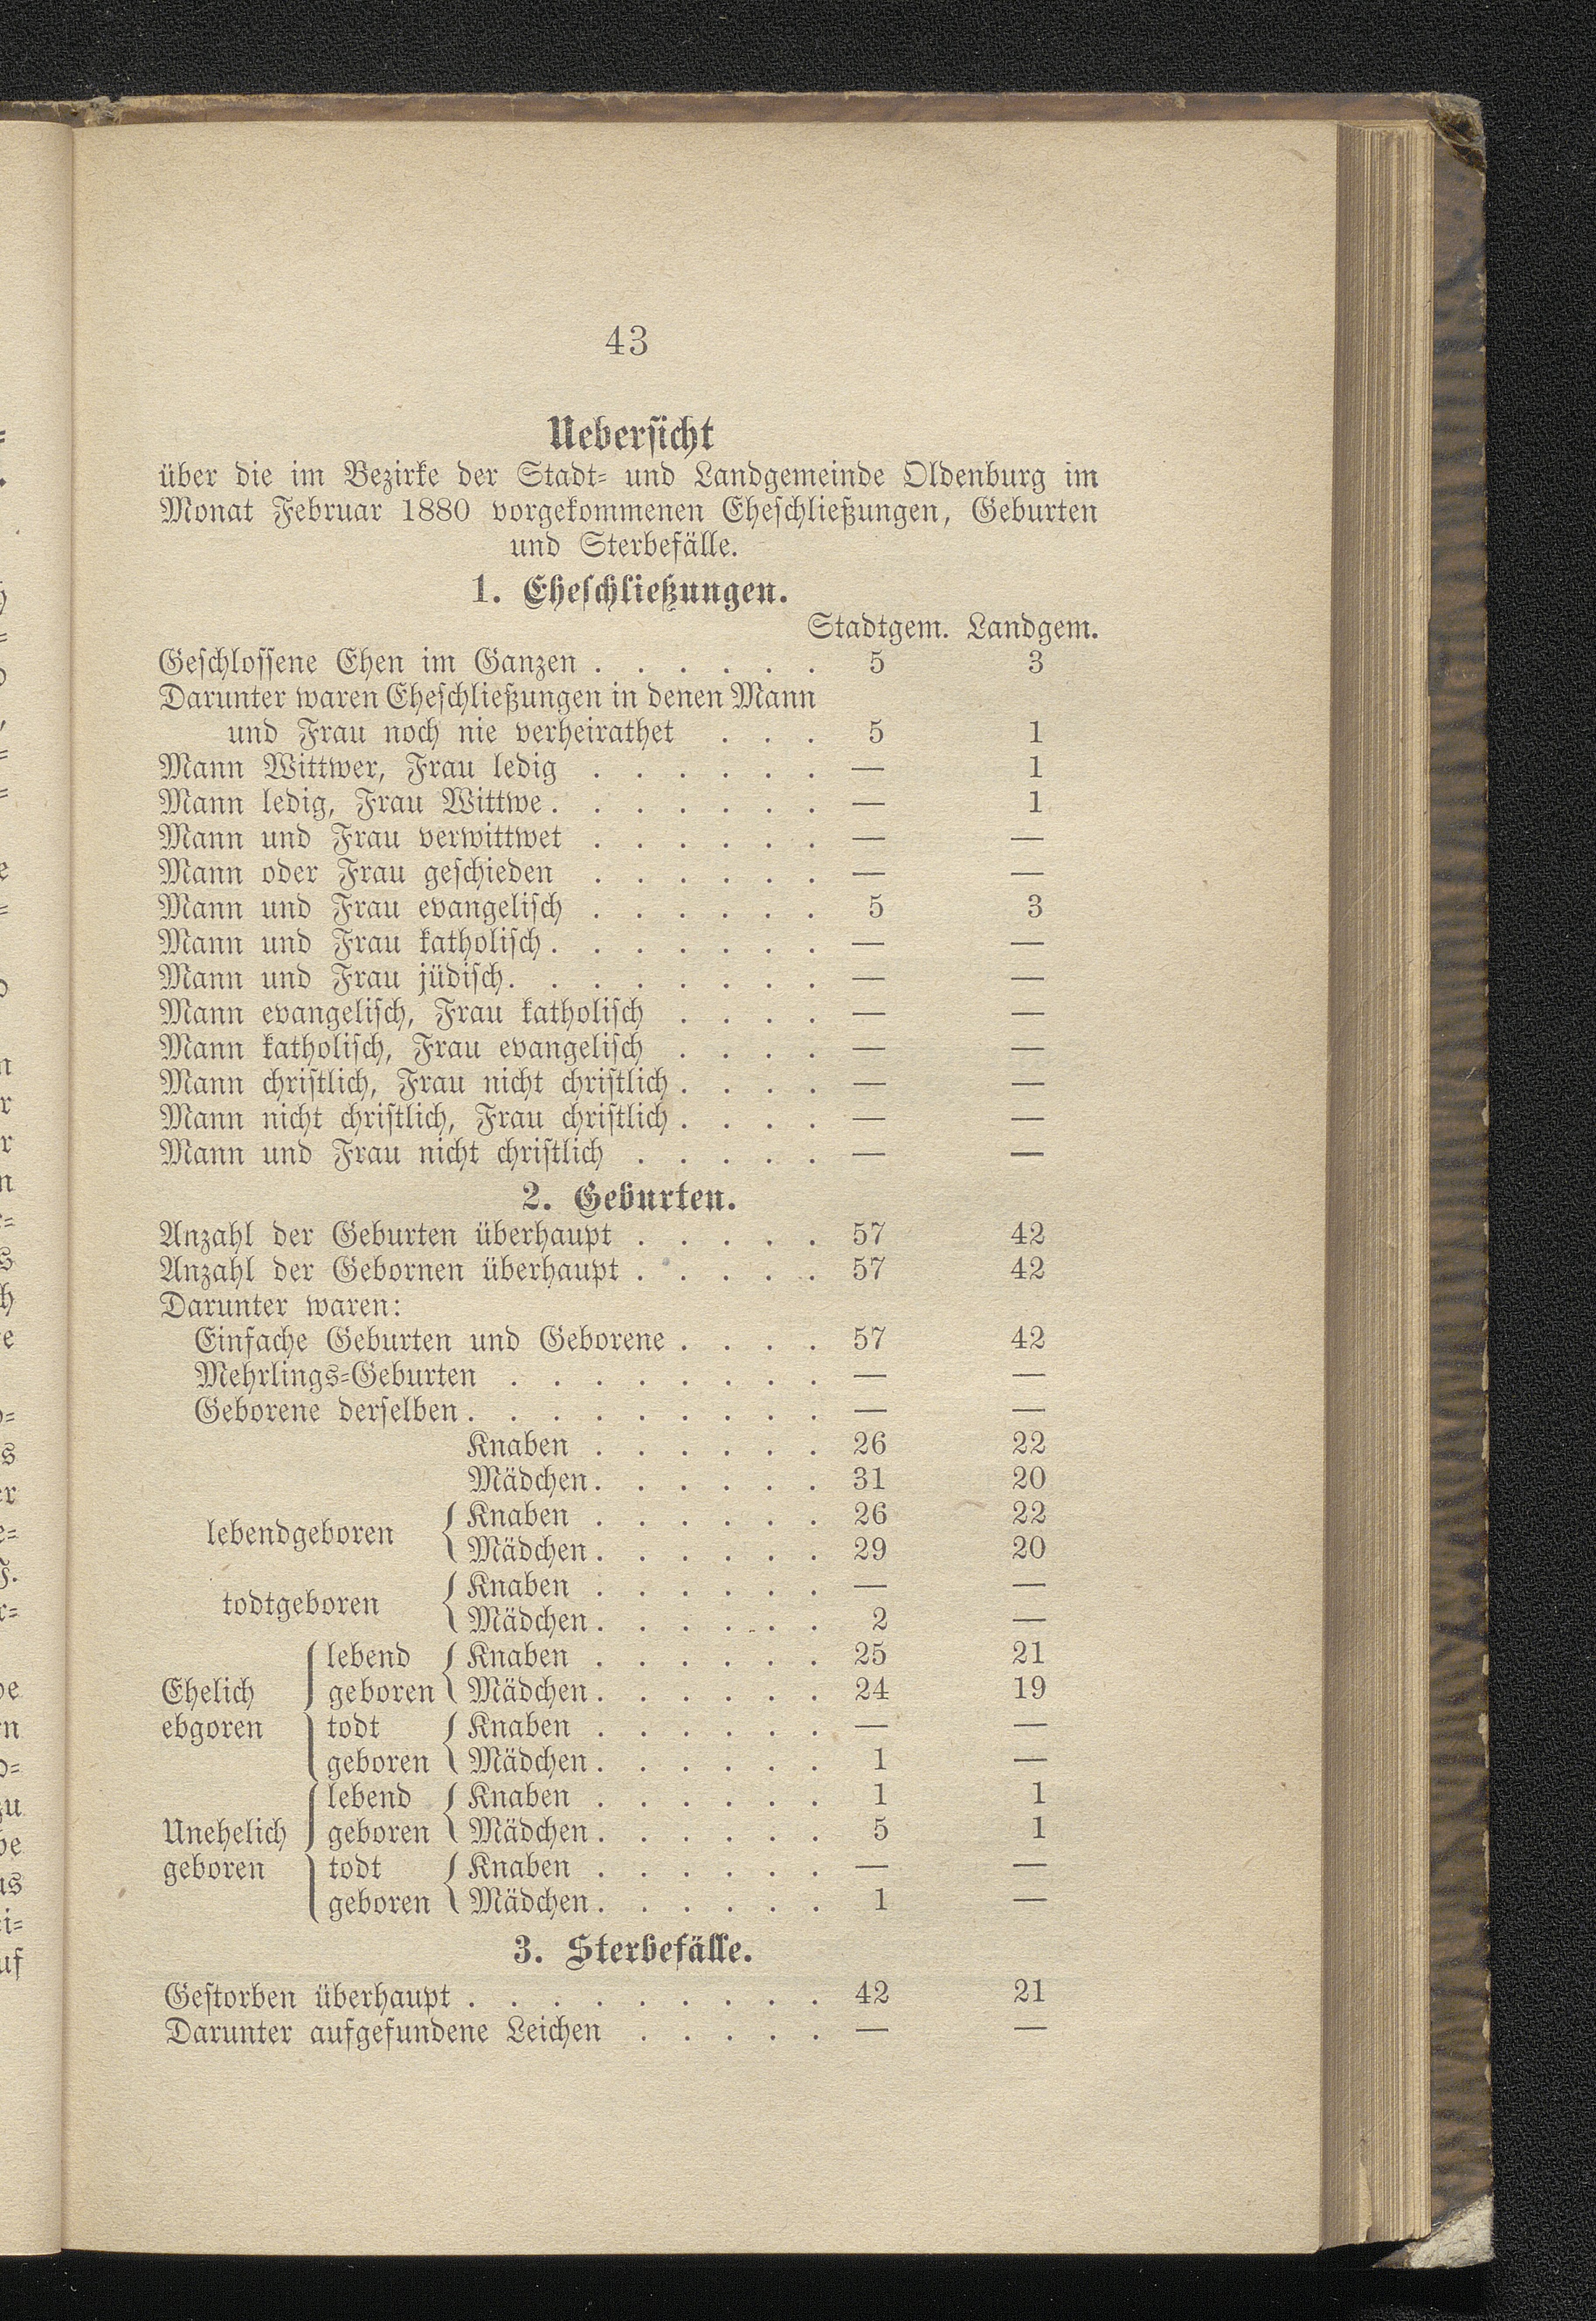 43
Uebersicht
über die im Bezirke der Stadt- und Landgemeinde Oldenburg im
Monat Februar 1880 vorgekommenen Eheschließungen, Geburten
und Sterbefälle.
1. Eheschließungen.
Stadtgem. Landgem.
Geschlossene Ehen im Ganzen . . . . . . 5 3
Darunter waren Eheschließungen in denen Mann
und Frau noch nie verheirathet . . . 5 1
Mann Wittwer, Frau ledig . . . . . . — 1
Mann ledig, Frau Wittwe . . . . . . . — 1
Mann und Frau verwittwet . . . . . . — —
Mann oder Frau geschieden . . . . . . — —
Mann und Frau evangelisch . . . . . . 5 3
Mann und Frau katholisch . . . . . . . — —
Mann und Frau jüdisch . . . . . . . . — —
Mann evangelisch, Frau katholisch . . . . — —
Mann katholisch, Frau evangelisch . . . . — —
Mann christlich, Frau nicht christlich . . . . — —
Mann nicht christlich, Frau christlich . . . . — —
Mann und Frau nicht christlich . . . . . — —
2. Geburten.
Anzahl der Geburten überhaupt . . . . . 57 42
Anzahl der Gebornen überhaupt . . . . . 57 42
Darunter waren:
Einfache Geburten und Geborene . . . . 57 42
Mehrlings-Geburten . . . . . . . . — —
Geborene derselben . . . . . . . . . — —
Knaben . . . . . . 26 22
Mädchen . . . . . . 31 20
lebendgeboren { Knaben . . . . . . 26 22
Mädchen . . . . . . 29 20
todtgeboren { Knaben . . . . . . — —
Mädchen . . . . . . 2 —
lebend { Knaben . . . . . . 25 21
Ehelich geboren Mädchen . . . . . . 24 19
ebgoren todt { Knaben . . . . . . — —
geboren Mädchen . . . . . . 1 —
lebend { Knaben . . . . . . 1 1
Unehelich geboren Mädchen . . . . . . 5 1
geboren todt { Knaben . . . . . . — —
geboren Mädchen . . . . . . 1 —
3. Sterbefälle.
Gestorben überhaupt . . . . . . . . . 42 21
Darunter aufgefundene Leichen . . . . . — —